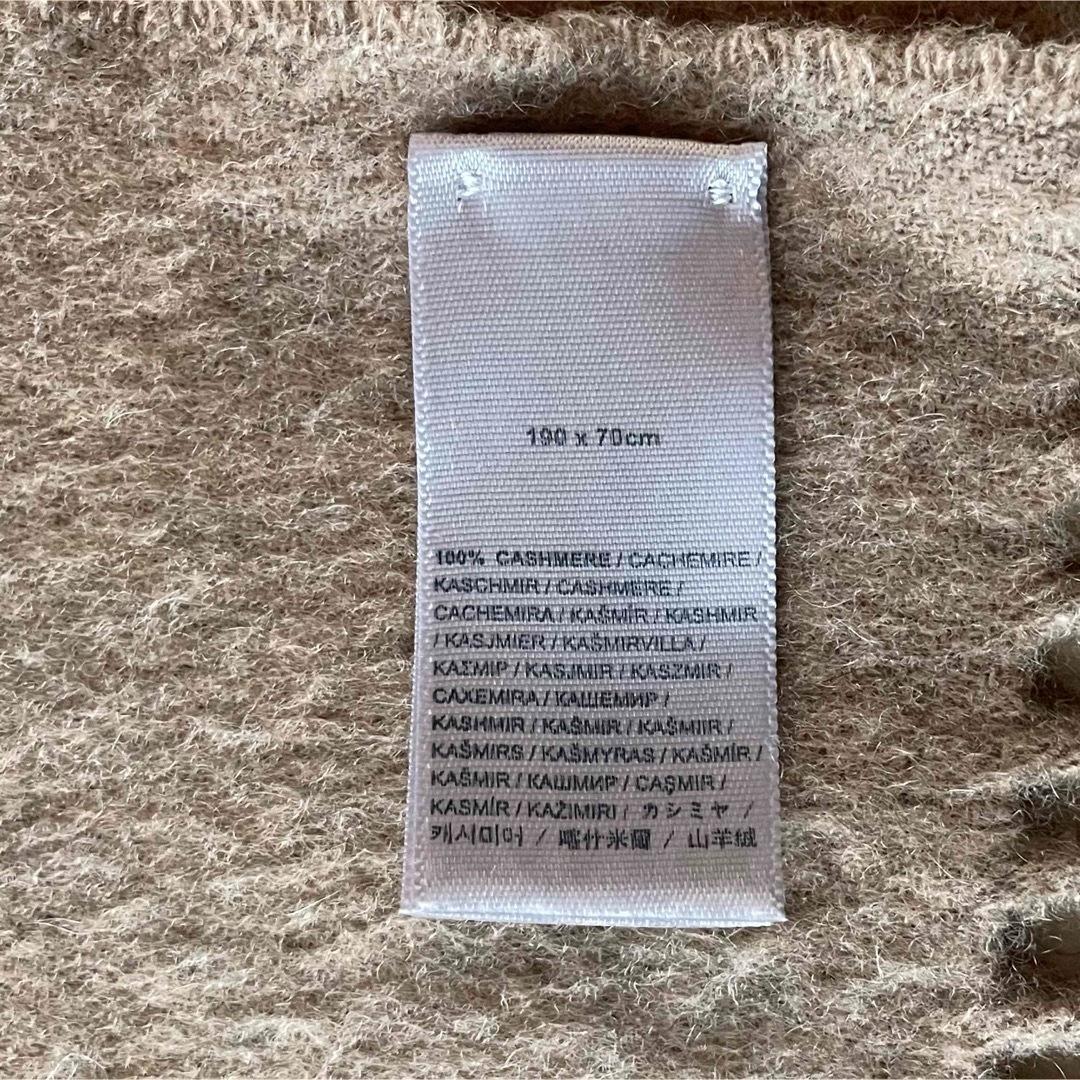 190 x 70cm
100% CASHMERE / CACHEMIRE /
KASCHMIR / CASHMERE /
CACHEMIRA / KAŠMÍR / KASHMIR
/ KASJMIER / KAŠMIRVILLA /
ΚΑΣΜΙΡ / KASJMIR / KASZMIR /
CAXEMIRA / КАШЕМИР /
KASHMIR / KAŠMIR / KAŠMIIR /
KAŠMIRS / KAŠMYRAS / KAŠMÍR /
KAŠMIR / КАШМИР / CAŞMIR /
KASMÍR / KAŽIMIRI / カシミヤ /
캐시미어 / 喀什米爾 / 山羊绒